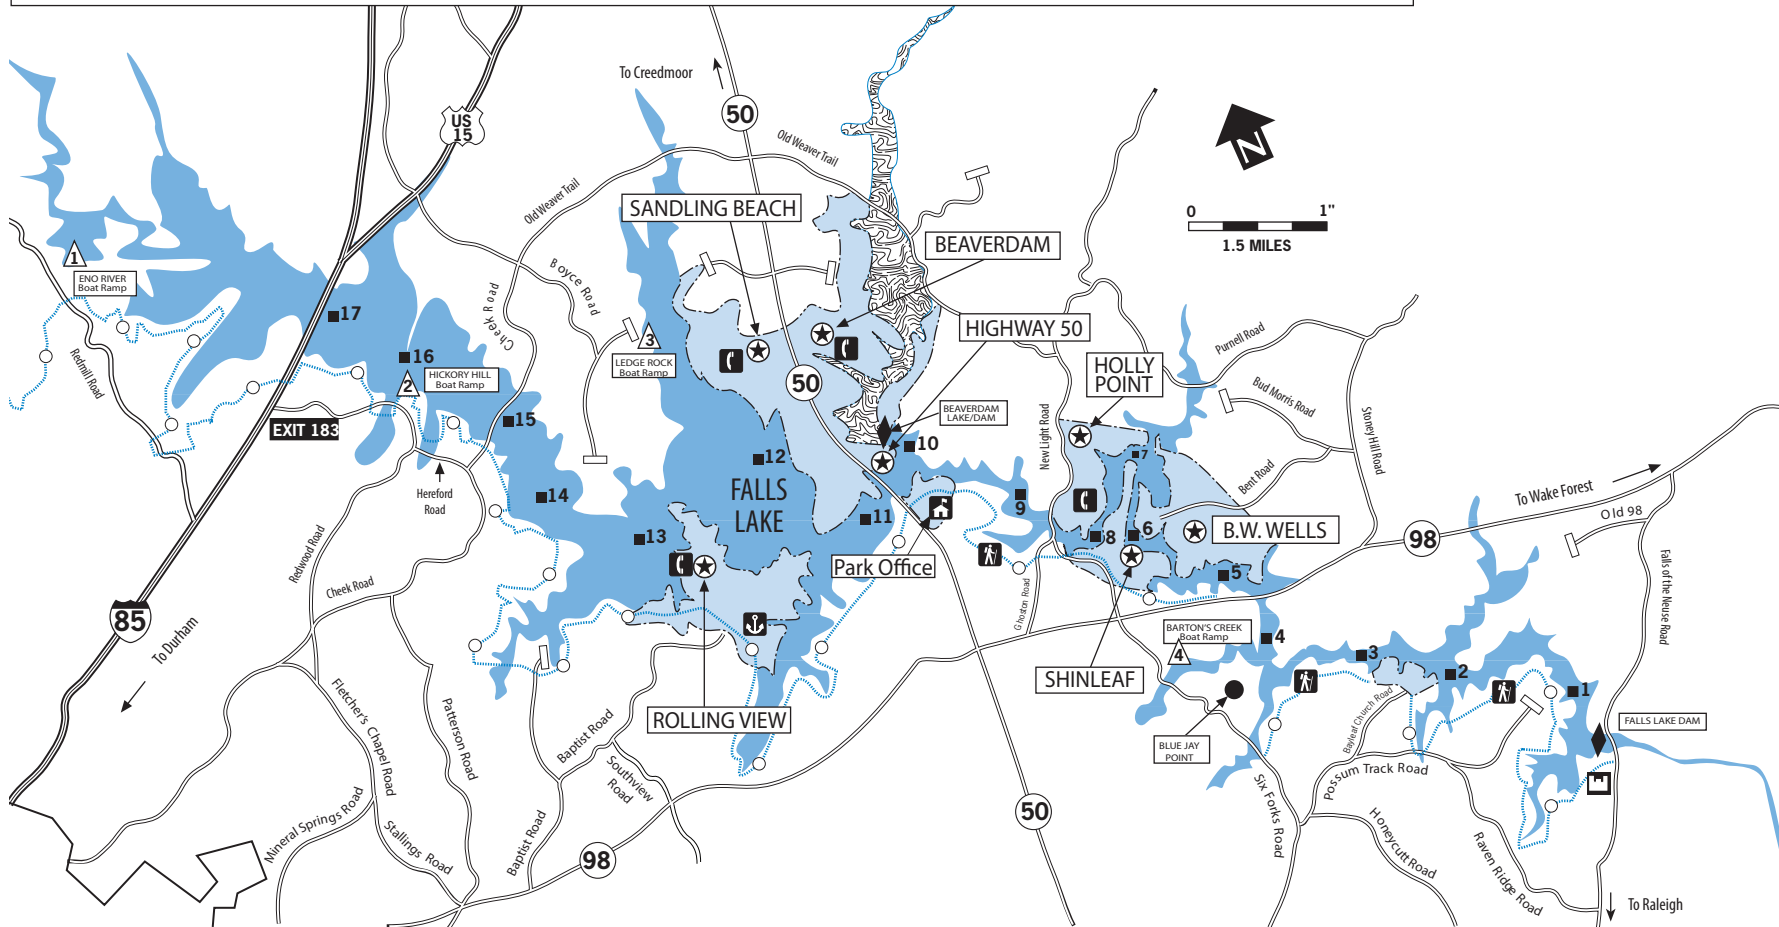 To Creedmoor
50
US
15
Old Weaver Trail
Old Weaver Trail
SANDLING BEACH
BEAVERDAM
N
0 1"
1.5 MILES
1
ENO RIVER
Boat Ramp
17
Cheek Road
Boyce Road
HIGHWAY 50
3
LEDGE ROCK
Boat Ramp
Redmill Road
16
2
HICKORY HILL
Boat Ramp
50
HOLLY
POINT
Purnell Road
Bud Morris Road
EXIT 183
15
BEAVERDAM
LAKE/DAM
10
New Light Road
7
Stoney Hill Road
12
FALLS
LAKE
Hereford
Road
14
9
Bent Road
To Wake Forest
Old 98
11
13
8
6
B.W. WELLS
98
Redwood Road
Park Office
5
Cheek Road
Ghoston Road
Falls of the Neuse Road
85
To Durham
BARTON'S CREEK
Boat Ramp
4
4
3
2
1
SHINLEAF
Fletcher's Chapel Road
Patterson Road
ROLLING VIEW
Baptist Road
Southview
Road
BLUE JAY
POINT
Bayleaf Church Road
FALLS LAKE DAM
Possum Track Road
Six Forks Road
Mineral Springs Road
Stallings Road
Baptist Road
98
50
Honeycutt Road
Raven Ridge Road
To Raleigh